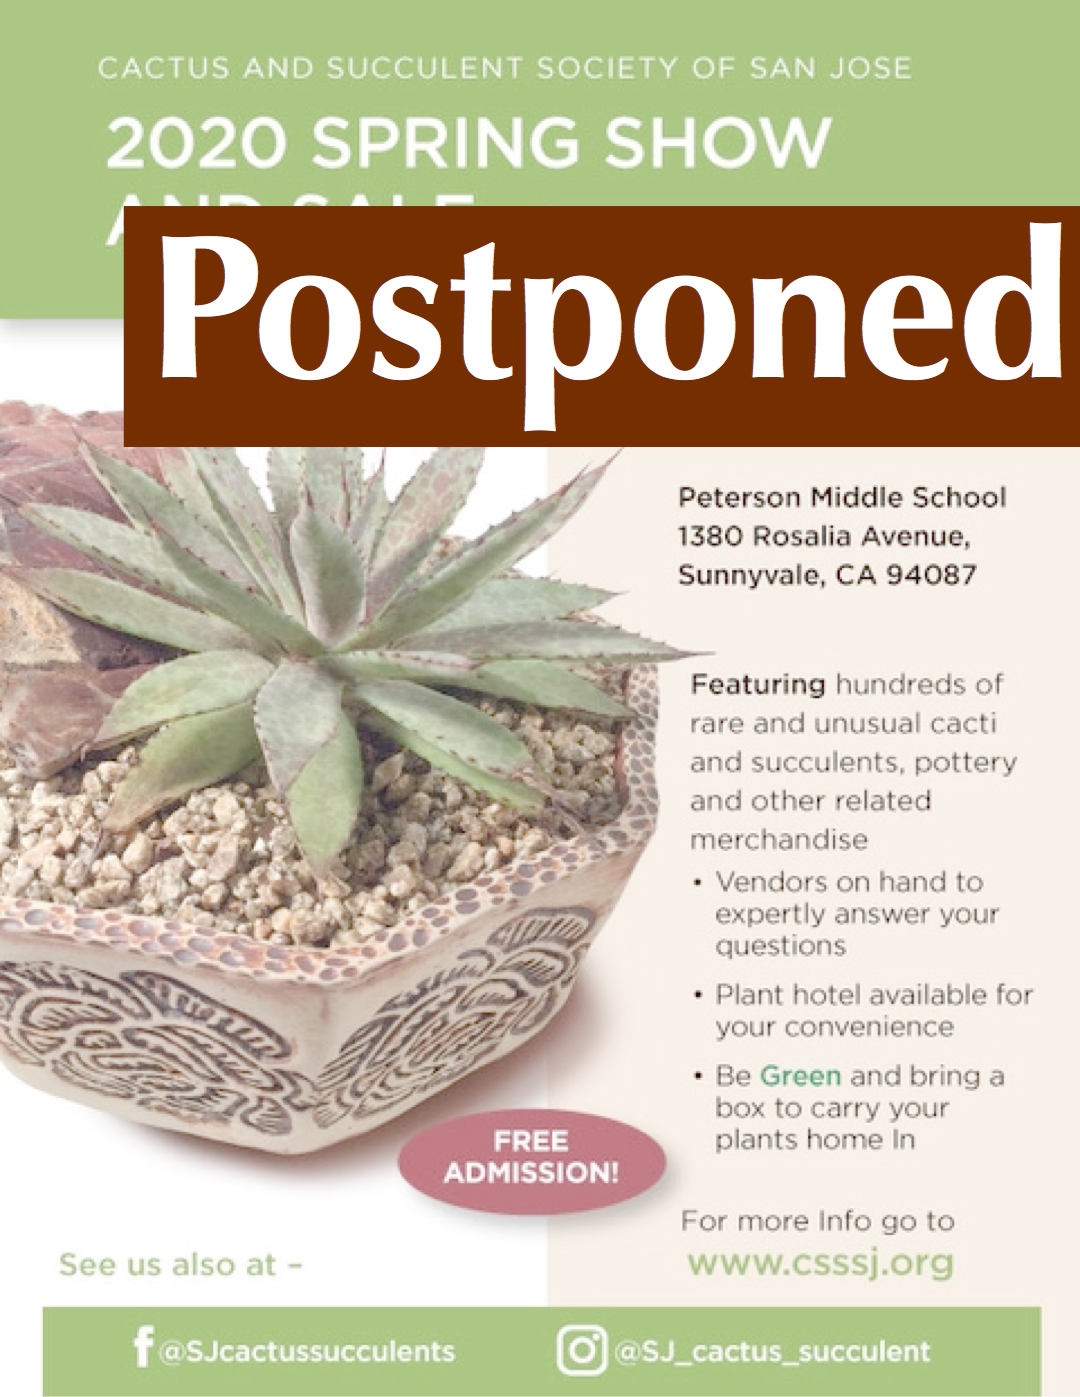 CACTUS AND SUCCULENT SOCIETY OF SAN JOSE
2020 SPRING SHOW
AND SALE
Postponed
Peterson Middle School
1380 Rosalia Avenue,
Sunnyvale, CA 94087
Featuring hundreds of
rare and unusual cacti
and succulents, pottery
and other related
merchandise
• Vendors on hand to
expertly answer your
questions
• Plant hotel available for
your convenience
• Be Green and bring a
box to carry your
plants home In
FREE
ADMISSION!
For more Info go to
www.csssj.org
See us also at –
@SJcactussucculents
@SJ_cactus_succulent